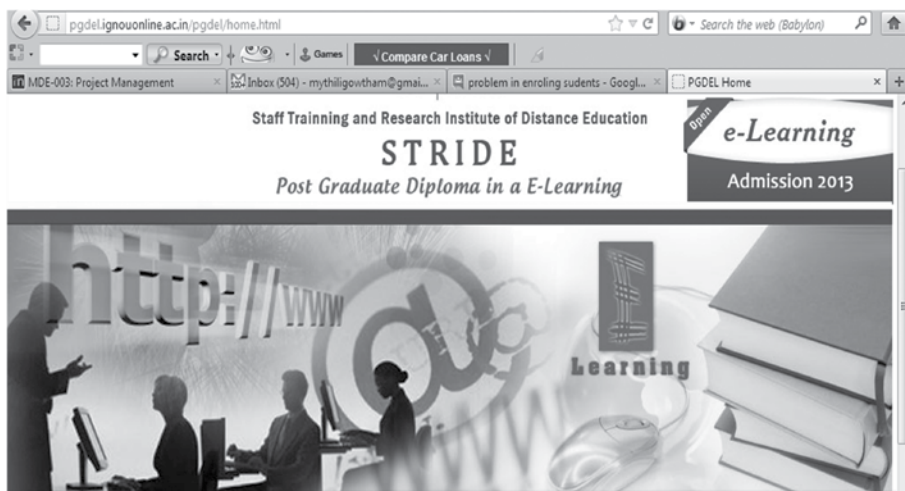 pgdel.ignouonline.ac.in/pgdel/home.html
Search the web (Babylon)
Search
Games
√ Compare Car Loans √
in MDE-003: Project Management
Inbox (504) - mythiligowtham@gmai...
problem in enroling sudents - Googl...
PGDEL Home
Staff Trainning and Research Institute of Distance Education
STRIDE
Post Graduate Diploma in a E-Learning
Open
e-Learning
Admission 2013
http://www
@
Learning
WWW